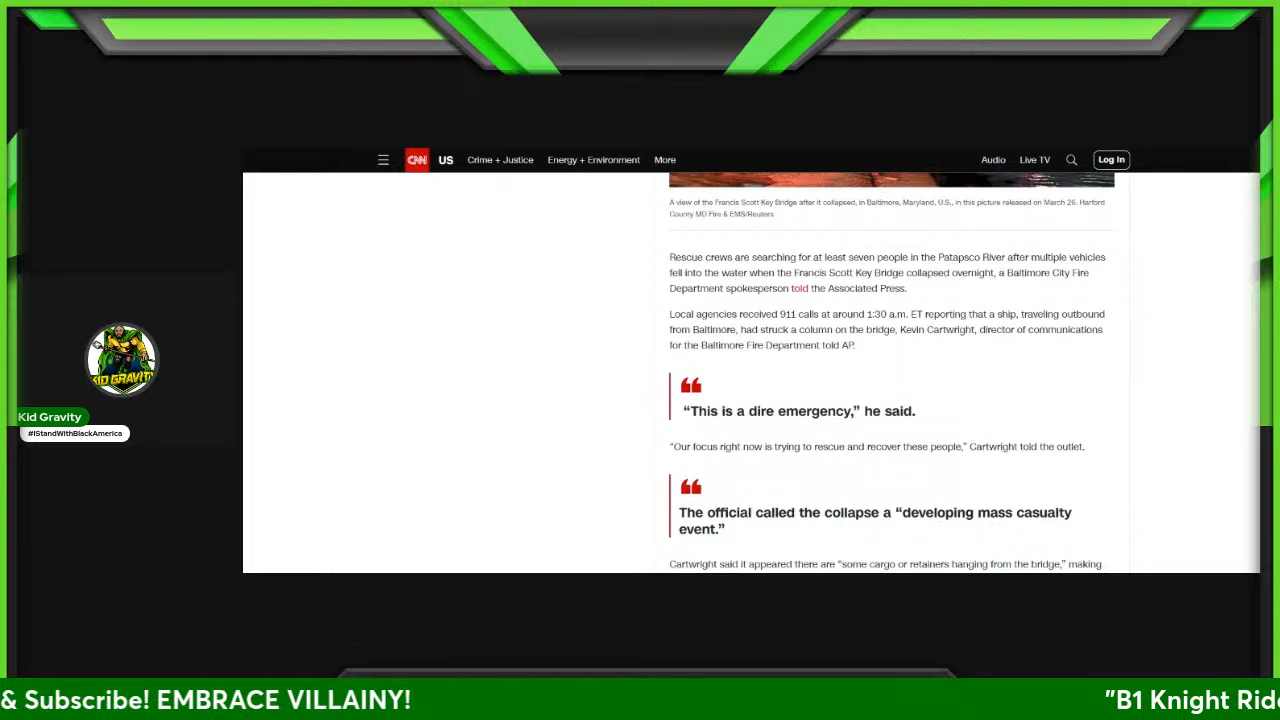 CNN US Crime + Justice Energy + Environment More Audio Live TV Log In
A view of the Francis Scott Key Bridge after it collapsed, in Baltimore, Maryland, U.S., in this picture released on March 26. Harford
County MD Fire & EMS/Reuters
Rescue crews are searching for at least seven people in the Patapsco River after multiple vehicles
fell into the water when the Francis Scott Key Bridge collapsed overnight, a Baltimore City Fire
Department spokesperson told the Associated Press.
Local agencies received 911 calls at around 1:30 a.m. ET reporting that a ship, traveling outbound
from Baltimore, had struck a column on the bridge, Kevin Cartwright, director of communications
for the Baltimore Fire Department told AP.
“This is a dire emergency,” he said.
“Our focus right now is trying to rescue and recover these people,” Cartwright told the outlet.
The official called the collapse a “developing mass casualty
event.”
Cartwright said it appeared there are “some cargo or retainers hanging from the bridge,” making
KID GRAVITY
Kid Gravity
#IStandWithBlackAmerica
& Subscribe! EMBRACE VILLAINY! "B1 Knight Ride